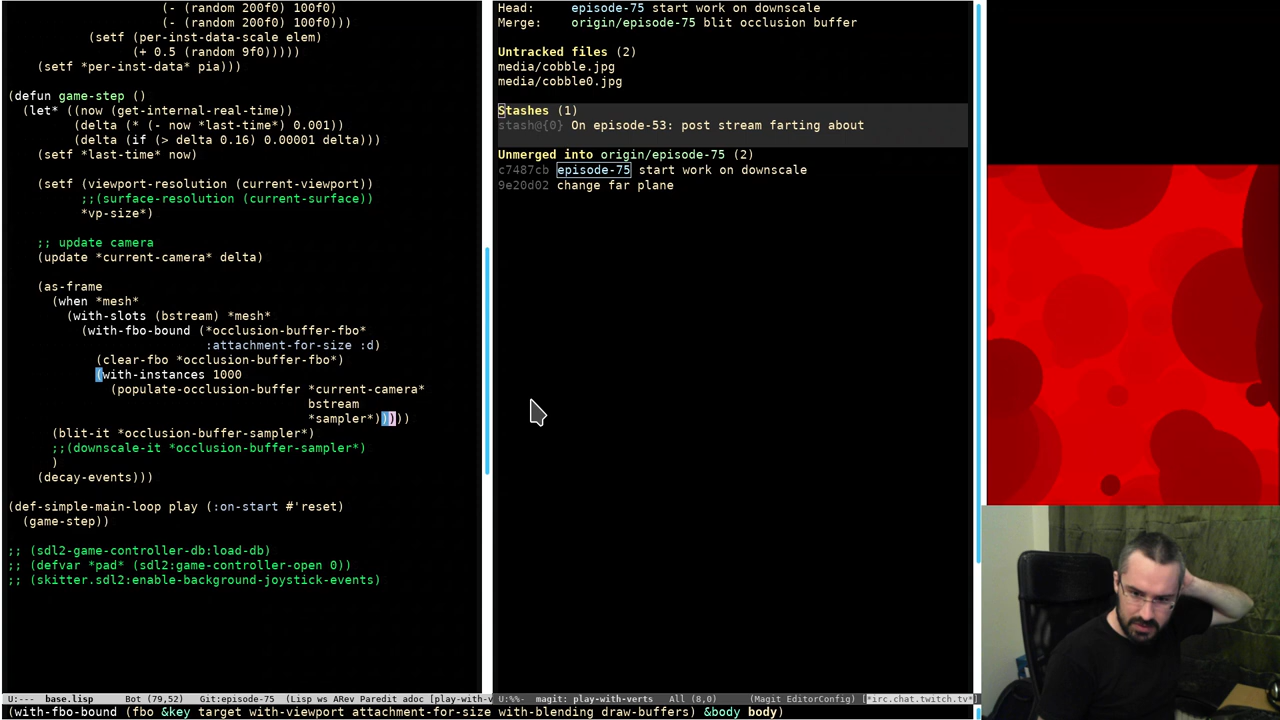 (- (random 200f0) 100f0)
(- (random 200f0) 100f0)))
(setf (per-inst-data-scale elem)
(+ 0.5 (random 9f0)))))
(setf *per-inst-data* pia)))
(defun game-step ()
(let* ((now (get-internal-real-time))
(delta (* (- now *last-time*) 0.001))
(delta (if (> delta 0.16) 0.00001 delta)))
(setf *last-time* now)
(setf (viewport-resolution (current-viewport))
;;(surface-resolution (current-surface))
*vp-size*)
;; update camera
(update *current-camera* delta)
(as-frame
(when *mesh*
(with-slots (bstream) *mesh*
(with-fbo-bound (*occlusion-buffer-fbo*
:attachment-for-size :d)
(clear-fbo *occlusion-buffer-fbo*)
(with-instances 1000
(populate-occlusion-buffer *current-camera*
bstream
*sampler*)))))
(blit-it *occlusion-buffer-sampler*)
;;(downscale-it *occlusion-buffer-sampler*)
)
(decay-events)))
(def-simple-main-loop play (:on-start #'reset)
(game-step))
;; (sdl2-game-controller-db:load-db)
;; (defvar *pad* (sdl2:game-controller-open 0))
;; (skitter.sdl2:enable-background-joystick-events)
U:--- base.lisp Bot (79,52) Git:episode-75 (Lisp ws ARev Paredit adoc [play-with-v
Head: episode-75 start work on downscale
Merge: origin/episode-75 blit occlusion buffer
Untracked files (2)
media/cobble.jpg
media/cobble0.jpg
Stashes (1)
stash@{0} On episode-53: post stream farting about
Unmerged into origin/episode-75 (2)
c7487cb episode-75 start work on downscale
9e20d02 change far plane
U:%%- magit: play-with-verts All (8,0) (Magit EditorConfig) [*irc.chat.twitch.tv*]
(with-fbo-bound (fbo &key target with-viewport attachment-for-size with-blending draw-buffers) &body body)